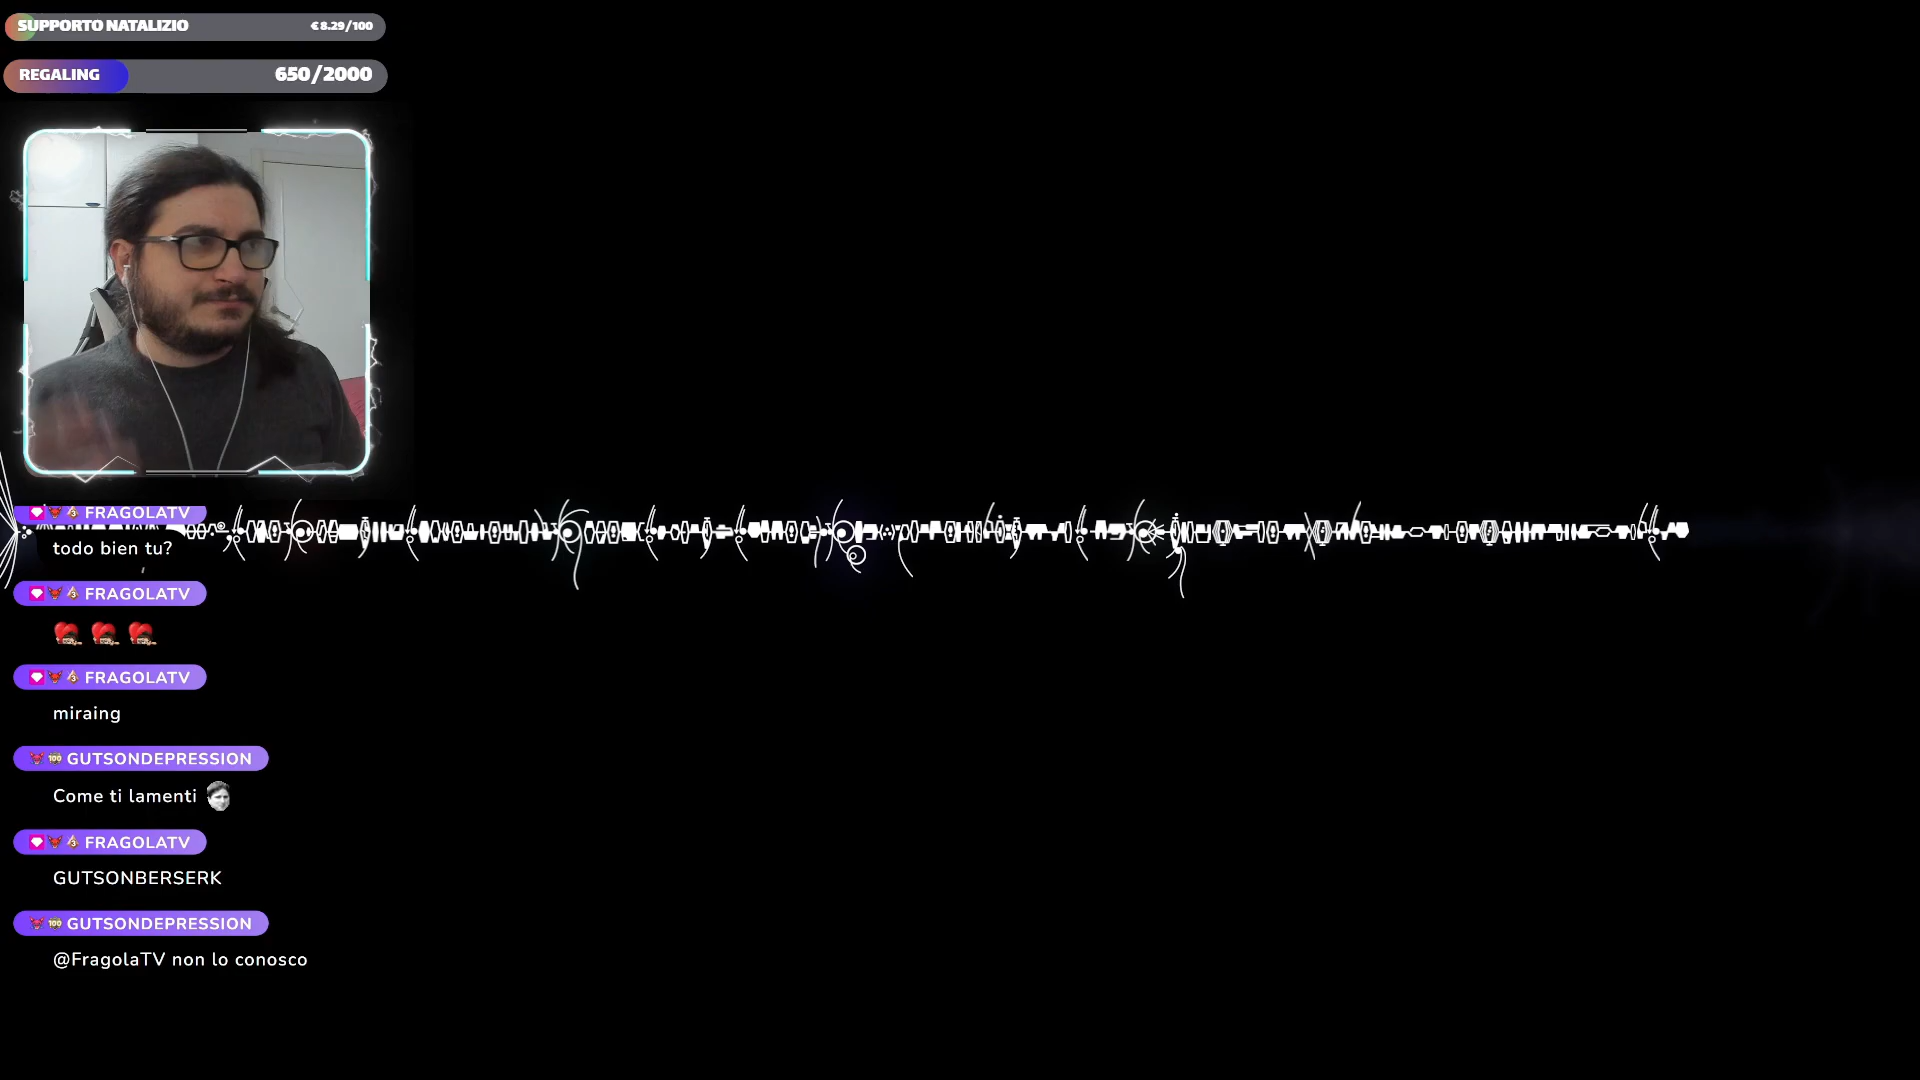 SUPPORTO NATALIZIO €8.29/100
REGALING 650/2000
FRAGOLATV
todo bien tu?
FRAGOLATV
FRAGOLATV
miraing
GUTSONDEPRESSION
Come ti lamenti
FRAGOLATV
GUTSONBERSERK
GUTSONDEPRESSION
@FragolaTV non lo conosco